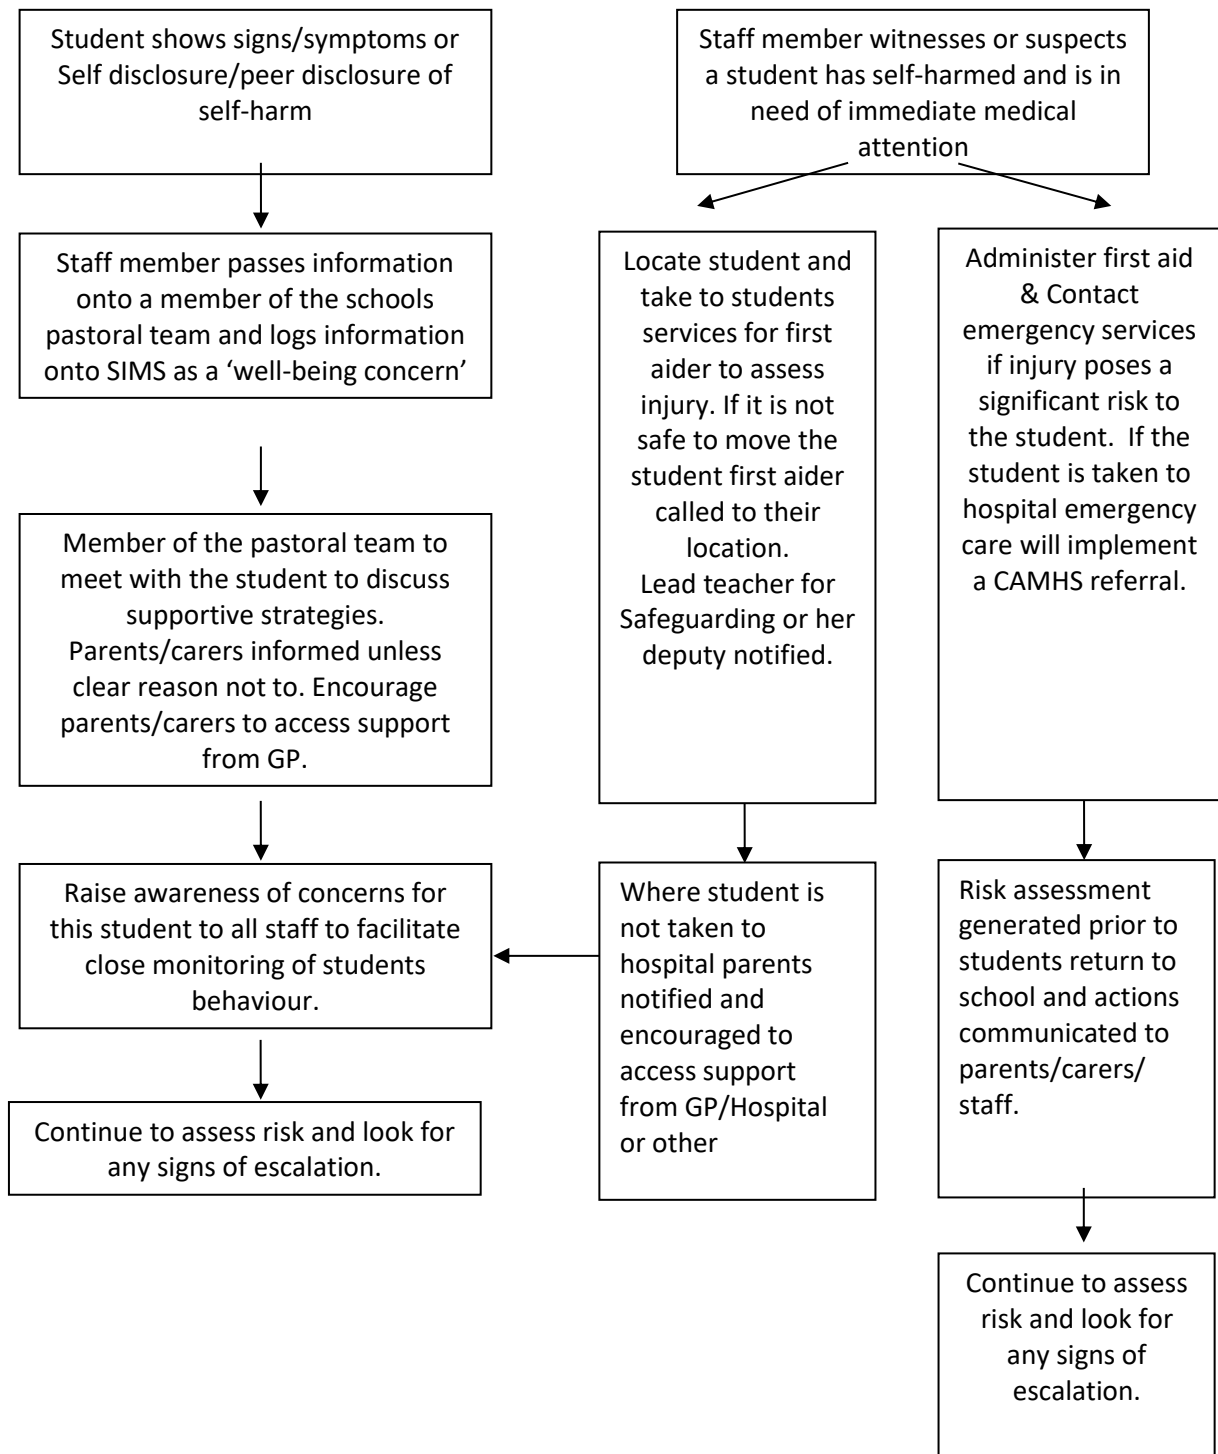 Student shows signs/symptoms or
Self disclosure/peer disclosure of
self-harm
Staff member passes information
onto a member of the schools
pastoral team and logs information
onto SIMS as a ‘well-being concern’
Member of the pastoral team to
meet with the student to discuss
supportive strategies.
Parents/carers informed unless
clear reason not to. Encourage
parents/carers to access support
from GP.
Raise awareness of concerns for
this student to all staff to facilitate
close monitoring of students
behaviour.
Continue to assess risk and look for
any signs of escalation.
Staff member witnesses or suspects
a student has self-harmed and is in
need of immediate medical
attention
Locate student and
take to students
services for first
aider to assess
injury. If it is not
safe to move the
student first aider
called to their
location.
Lead teacher for
Safeguarding or her
deputy notified.
Where student is
not taken to
hospital parents
notified and
encouraged to
access support
from GP/Hospital
or other
Administer first aid
& Contact
emergency services
if injury poses a
significant risk to
the student. If the
student is taken to
hospital emergency
care will implement
a CAMHS referral.
Risk assessment
generated prior to
students return to
school and actions
communicated to
parents/carers/
staff.
Continue to assess
risk and look for
any signs of
escalation.